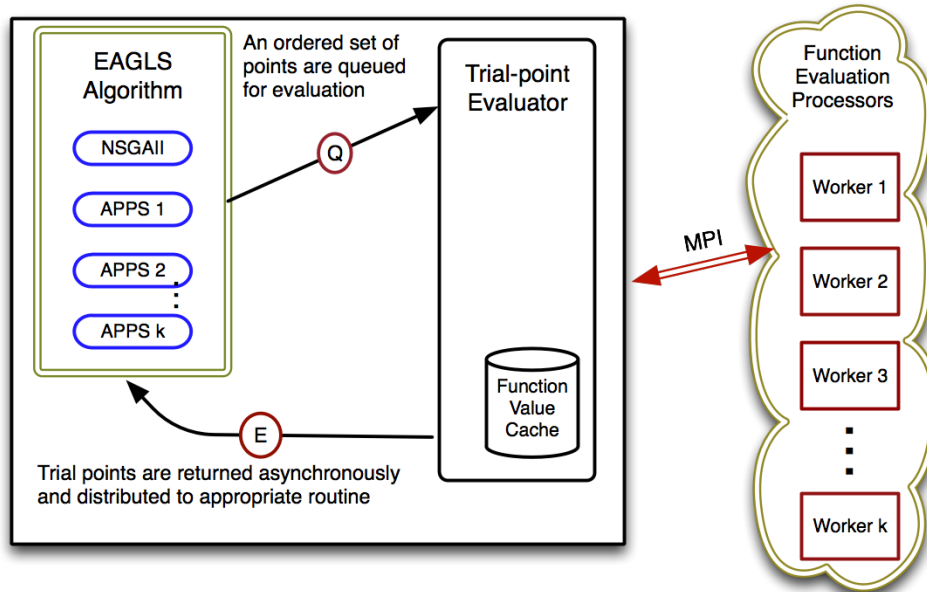 EAGLS
Algorithm
NSGAII
APPS 1
APPS 2
APPS k
An ordered set of
points are queued
for evaluation
Q
Trial-point
Evaluator
Function
Value
Cache
E
Trial points are returned asynchronously
and distributed to appropriate routine
MPI
Function
Evaluation
Processors
Worker 1
Worker 2
Worker 3
Worker k